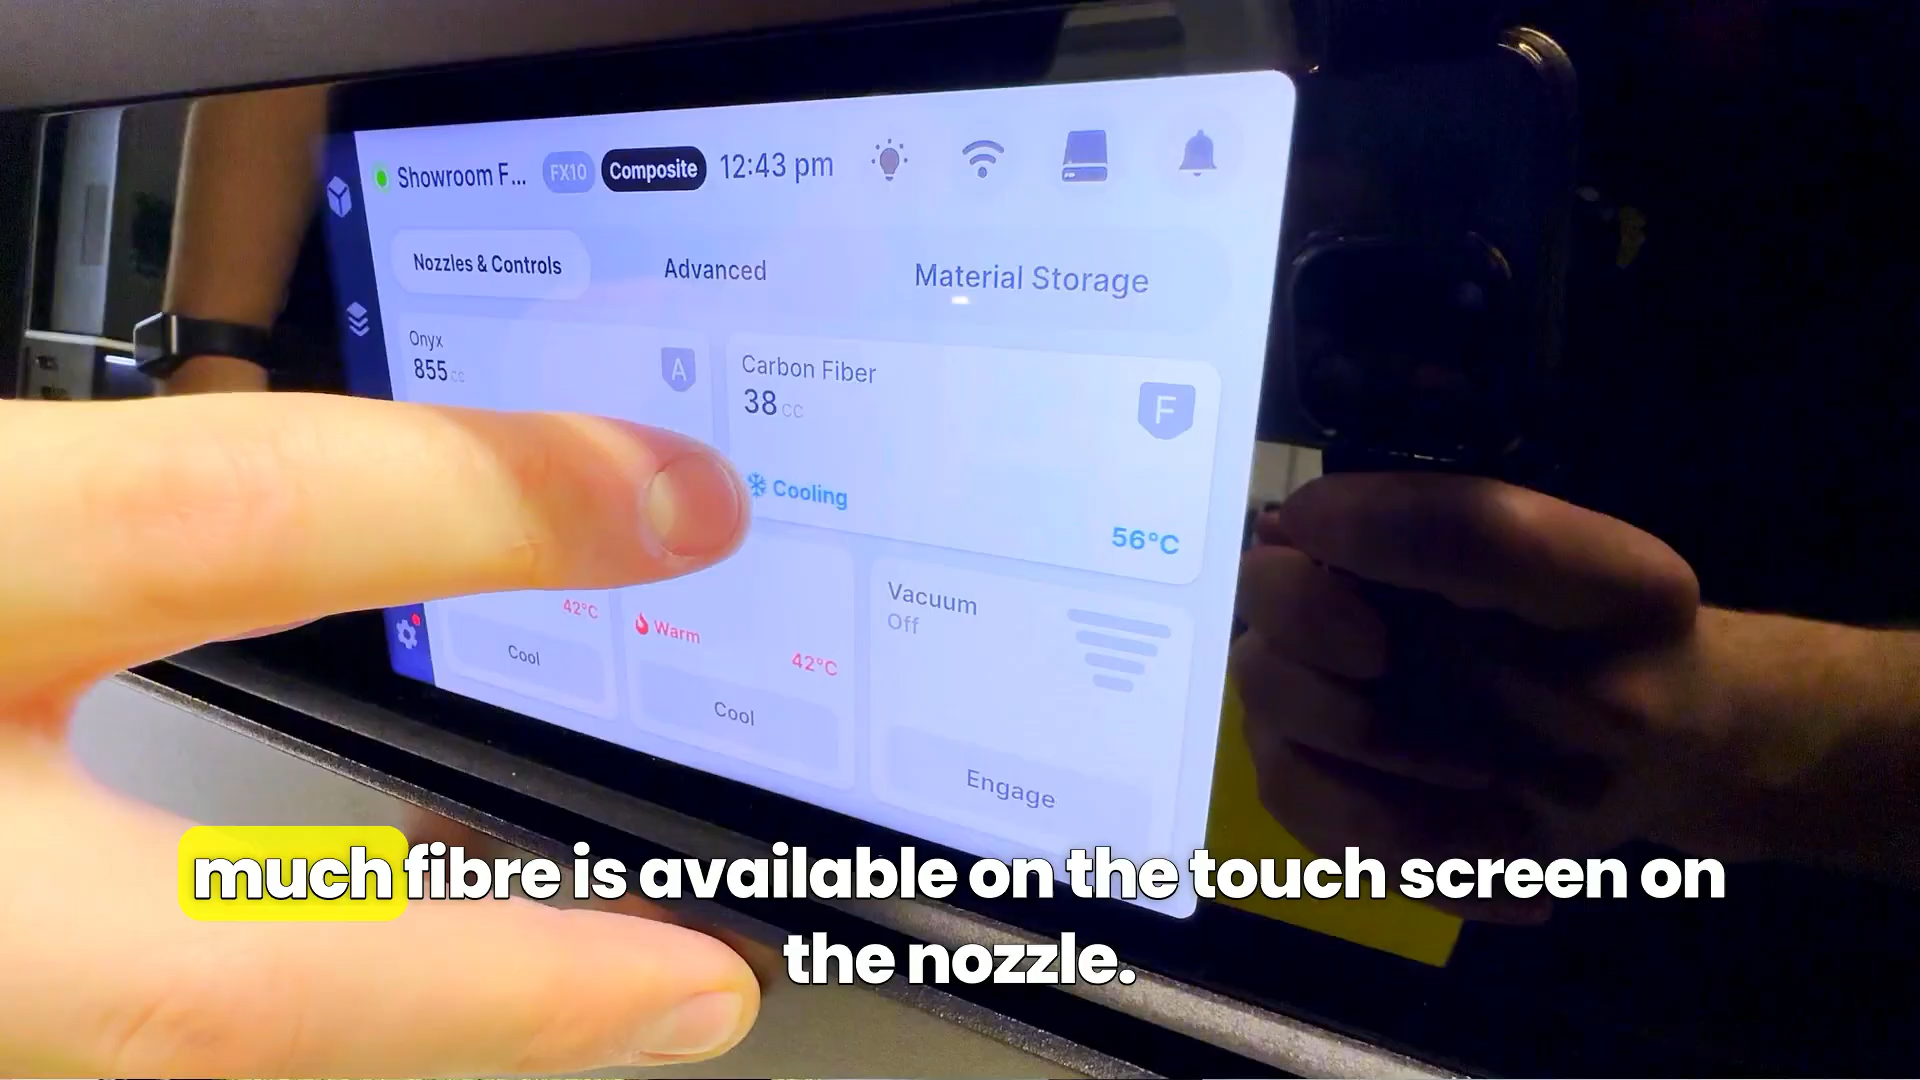 Showroom F... FX10 Composite 12:43 pm
Nozzles & Controls Advanced Material Storage
Onyx
855 cc
A
Carbon Fiber
38 cc
F
Cooling
56°C
42°C
Cool
Warm
42°C
Cool
Vacuum
Off
Engage
much fibre is available on the touch screen on
the nozzle.